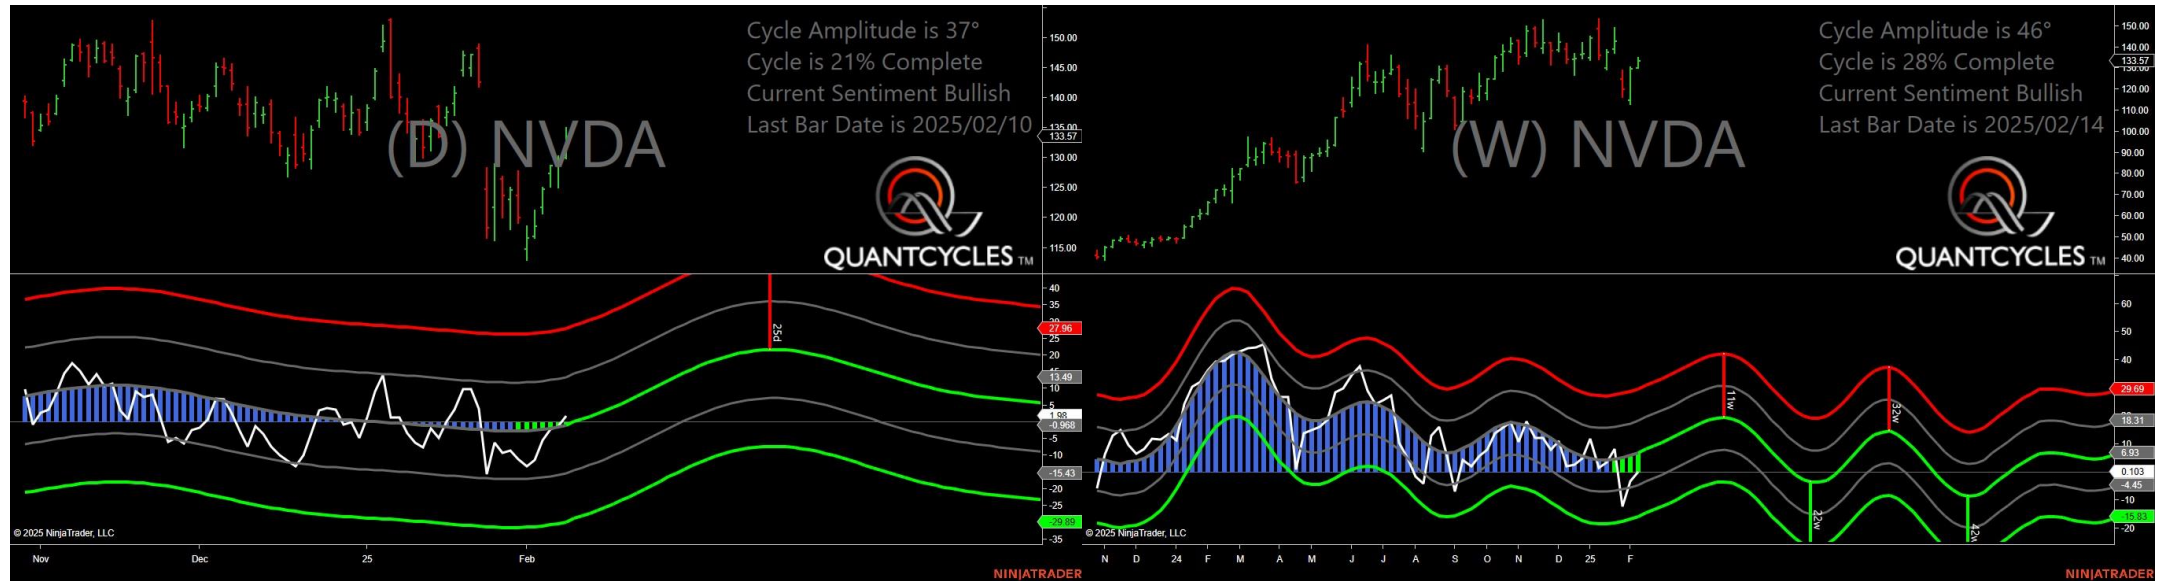 Cycle Amplitude is 37°
Cycle is 21% Complete
Current Sentiment Bullish
Last Bar Date is 2025/02/10
(D) NVDA
QUANTCYCLES TM
150.00
145.00
140.00
135.00
133.57
130.00
125.00
120.00
115.00
25d
40
35
27.96
25
20
13.49
10
5
1.98
-0.968
-5
-10
-15.43
-20
-25
-29.89
-35
© 2025 NinjaTrader, LLC
Nov Dec 25 Feb
NINJATRADER
Cycle Amplitude is 46°
Cycle is 28% Complete
Current Sentiment Bullish
Last Bar Date is 2025/02/14
(W) NVDA
QUANTCYCLES TM
150.00
140.00
133.57
130.00
120.00
110.00
100.00
90.00
80.00
70.00
60.00
50.00
40.00
11w
22w
32w
42w
60
50
40
29.69
18.31
10
6.93
0.103
-4.45
-10
-15.83
-20
© 2025 NinjaTrader, LLC
N D 24 F M A M J J A S O N D 25 F
NINJATRADER